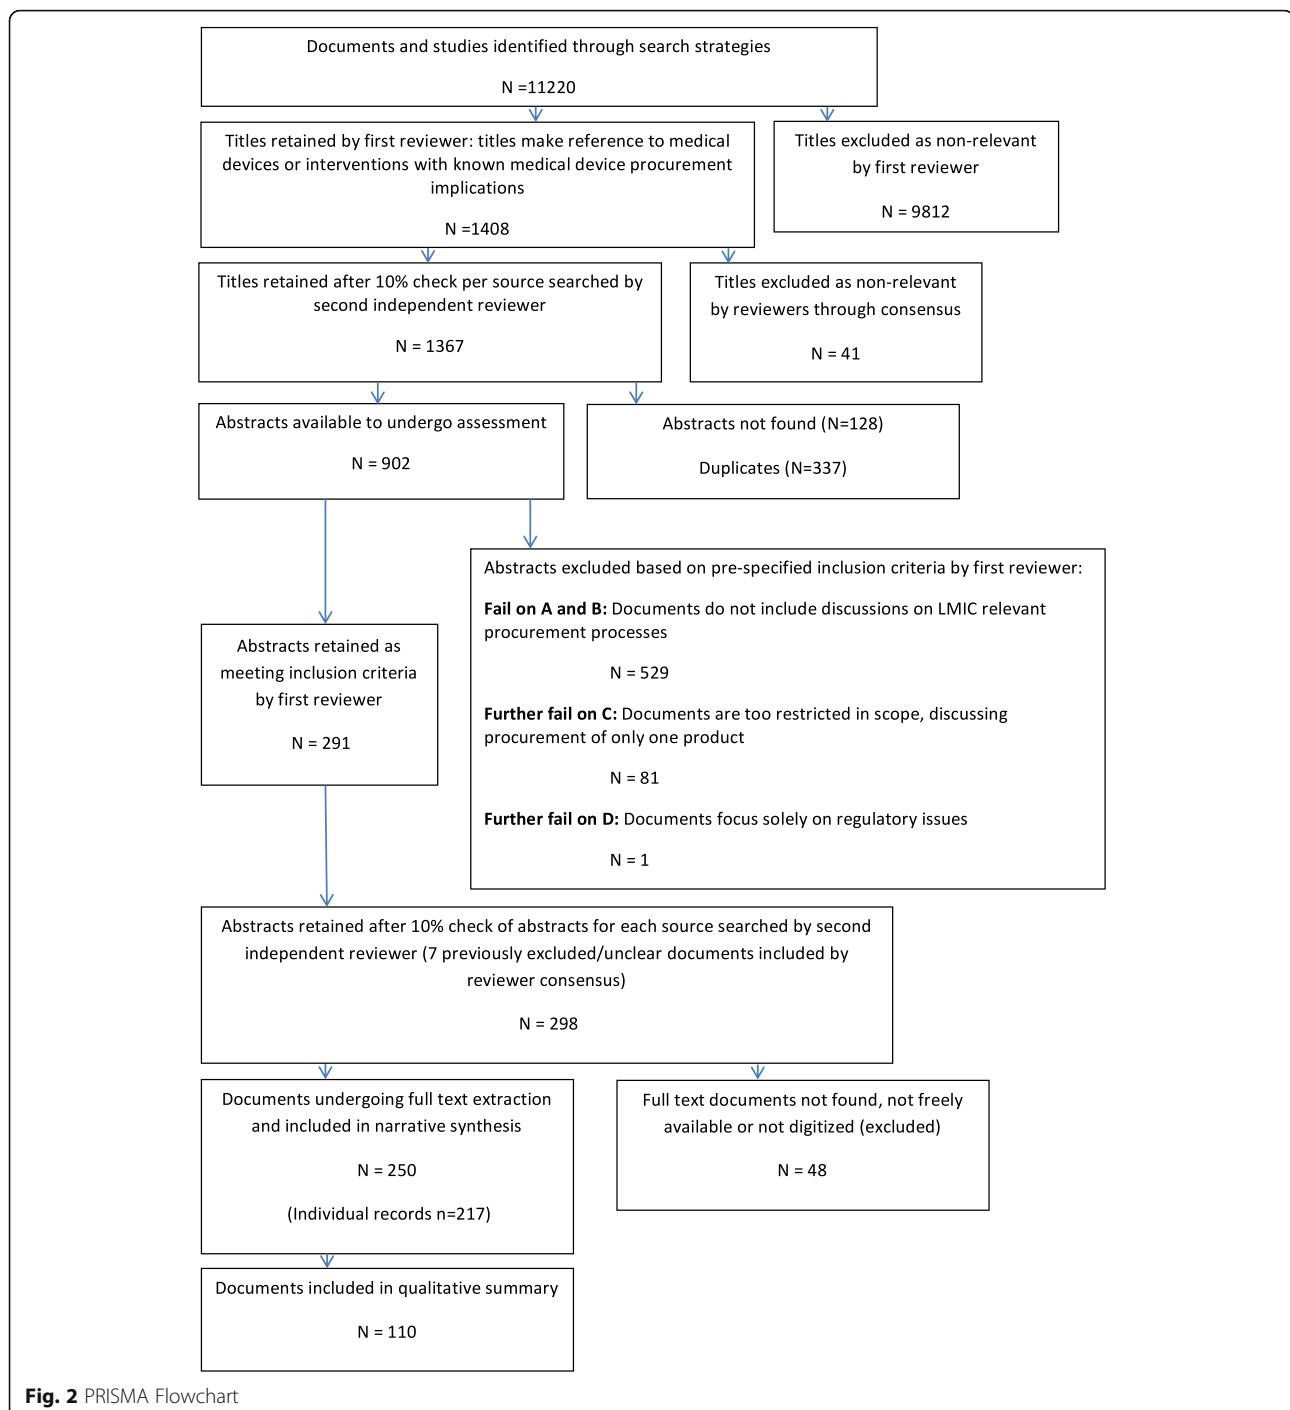 Documents and studies identified through search strategies
N =11220
Titles retained by first reviewer: titles make reference to medical
devices or interventions with known medical device procurement
implications
N =1408
Titles excluded as non-relevant
by first reviewer
N = 9812
Titles retained after 10% check per source searched by
second independent reviewer
N = 1367
Titles excluded as non-relevant
by reviewers through consensus
N = 41
Abstracts available to undergo assessment
N = 902
Abstracts not found (N=128)
Duplicates (N=337)
Abstracts excluded based on pre-specified inclusion criteria by first reviewer:
Fail on A and B: Documents do not include discussions on LMIC relevant
procurement processes
N = 529
Further fail on C: Documents are too restricted in scope, discussing
procurement of only one product
N = 81
Further fail on D: Documents focus solely on regulatory issues
N = 1
Abstracts retained as
meeting inclusion criteria
by first reviewer
N = 291
Abstracts retained after 10% check of abstracts for each source searched by second
independent reviewer (7 previously excluded/unclear documents included by
reviewer consensus)
N = 298
Documents undergoing full text extraction
and included in narrative synthesis
N = 250
(Individual records n=217)
Full text documents not found, not freely
available or not digitized (excluded)
N = 48
Documents included in qualitative summary
N = 110
Fig. 2 PRISMA Flowchart